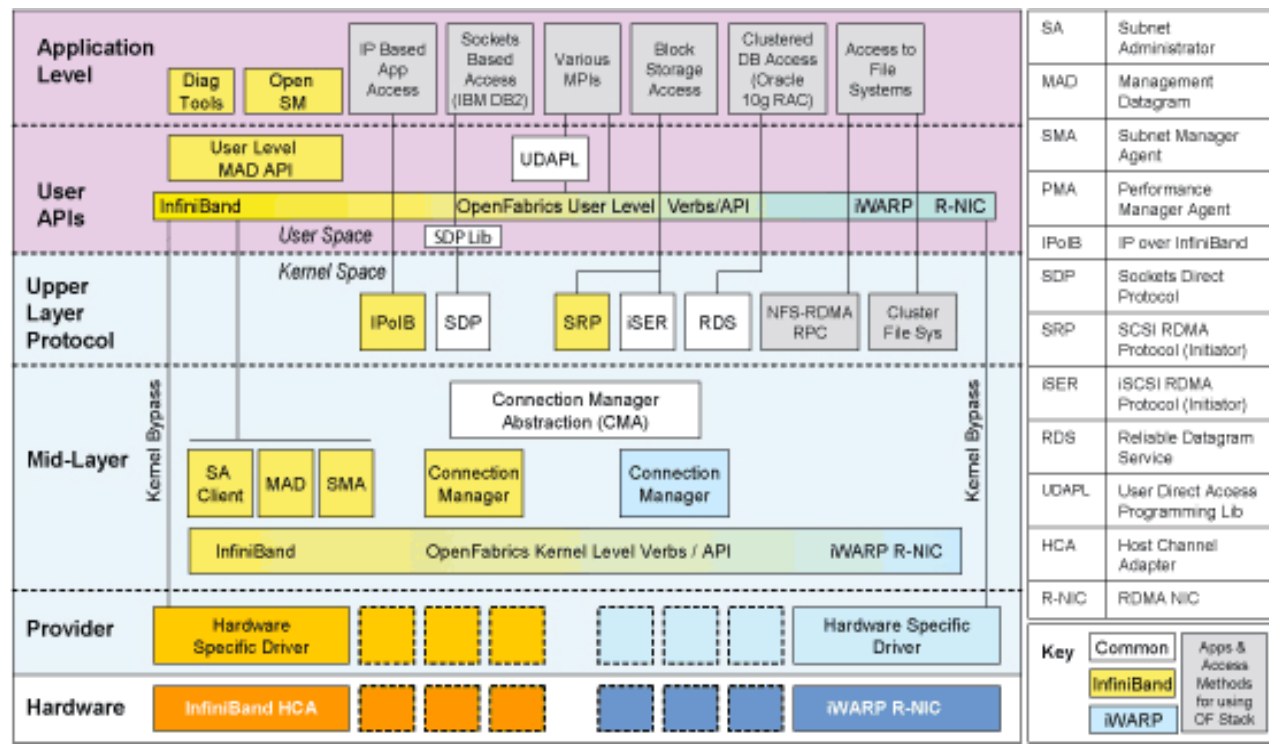 Application
Level
Diag
Tools
Open
SM
IP Based
App
Access
Sockets
Based
Access
(IBM DB2)
Various
MPIs
Block
Storage
Access
Clustered
DB Access
(Oracle
10g RAC)
Access to
File
Systems
User
APIs
User Level
MAD API
UDAPL
InfiniBand
OpenFabrics User Level Verbs/API
iWARP R-NIC
User Space
SDP Lib
Kernel Space
Upper
Layer
Protocol
IPoIB
SDP
SRP
iSER
RDS
NFS-RDMA
RPC
Cluster
File Sys
Mid-Layer
Kernel Bypass
Connection Manager
Abstraction (CMA)
Kernel Bypass
SA
Client
MAD
SMA
Connection
Manager
Connection
Manager
InfiniBand
OpenFabrics Kernel Level Verbs / API
iWARP R-NIC
Provider
Hardware
Specific Driver
Hardware Specific
Driver
Hardware
InfiniBand HCA
iWARP R-NIC
SA
Subnet
Administrator
MAD
Management
Datagram
SMA
Subnet Manager
Agent
PMA
Performance
Manager Agent
IPoIB
IP over InfiniBand
SDP
Sockets Direct
Protocol
SRP
SCSI RDMA
Protocol (Initiator)
iSER
iSCSI RDMA
Protocol (Initiator)
RDS
Reliable Datagram
Service
UDAPL
User Direct Access
Programming Lib
HCA
Host Channel
Adapter
R-NIC
RDMA NIC
Key
Common
InfiniBand
iWARP
Apps &
Access
Methods
for using
OF Stack